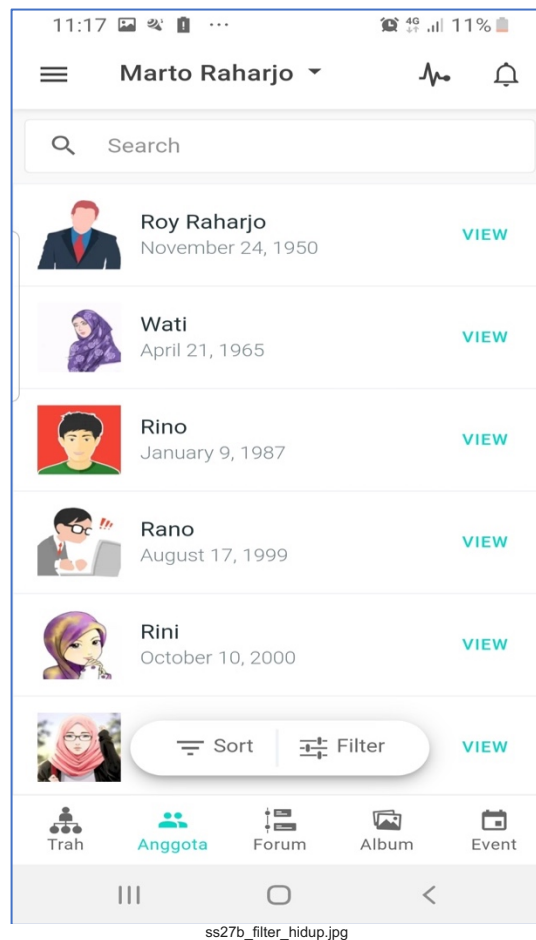 11:17 ... 4G 11%
Marto Raharjo
Search
Roy Raharjo
November 24, 1950
VIEW
Wati
April 21, 1965
VIEW
Rino
January 9, 1987
VIEW
Rano
August 17, 1999
VIEW
Rini
October 10, 2000
VIEW
VIEW
Sort Filter
Trah Anggota Forum Album Event
ss27b_filter_hidup.jpg